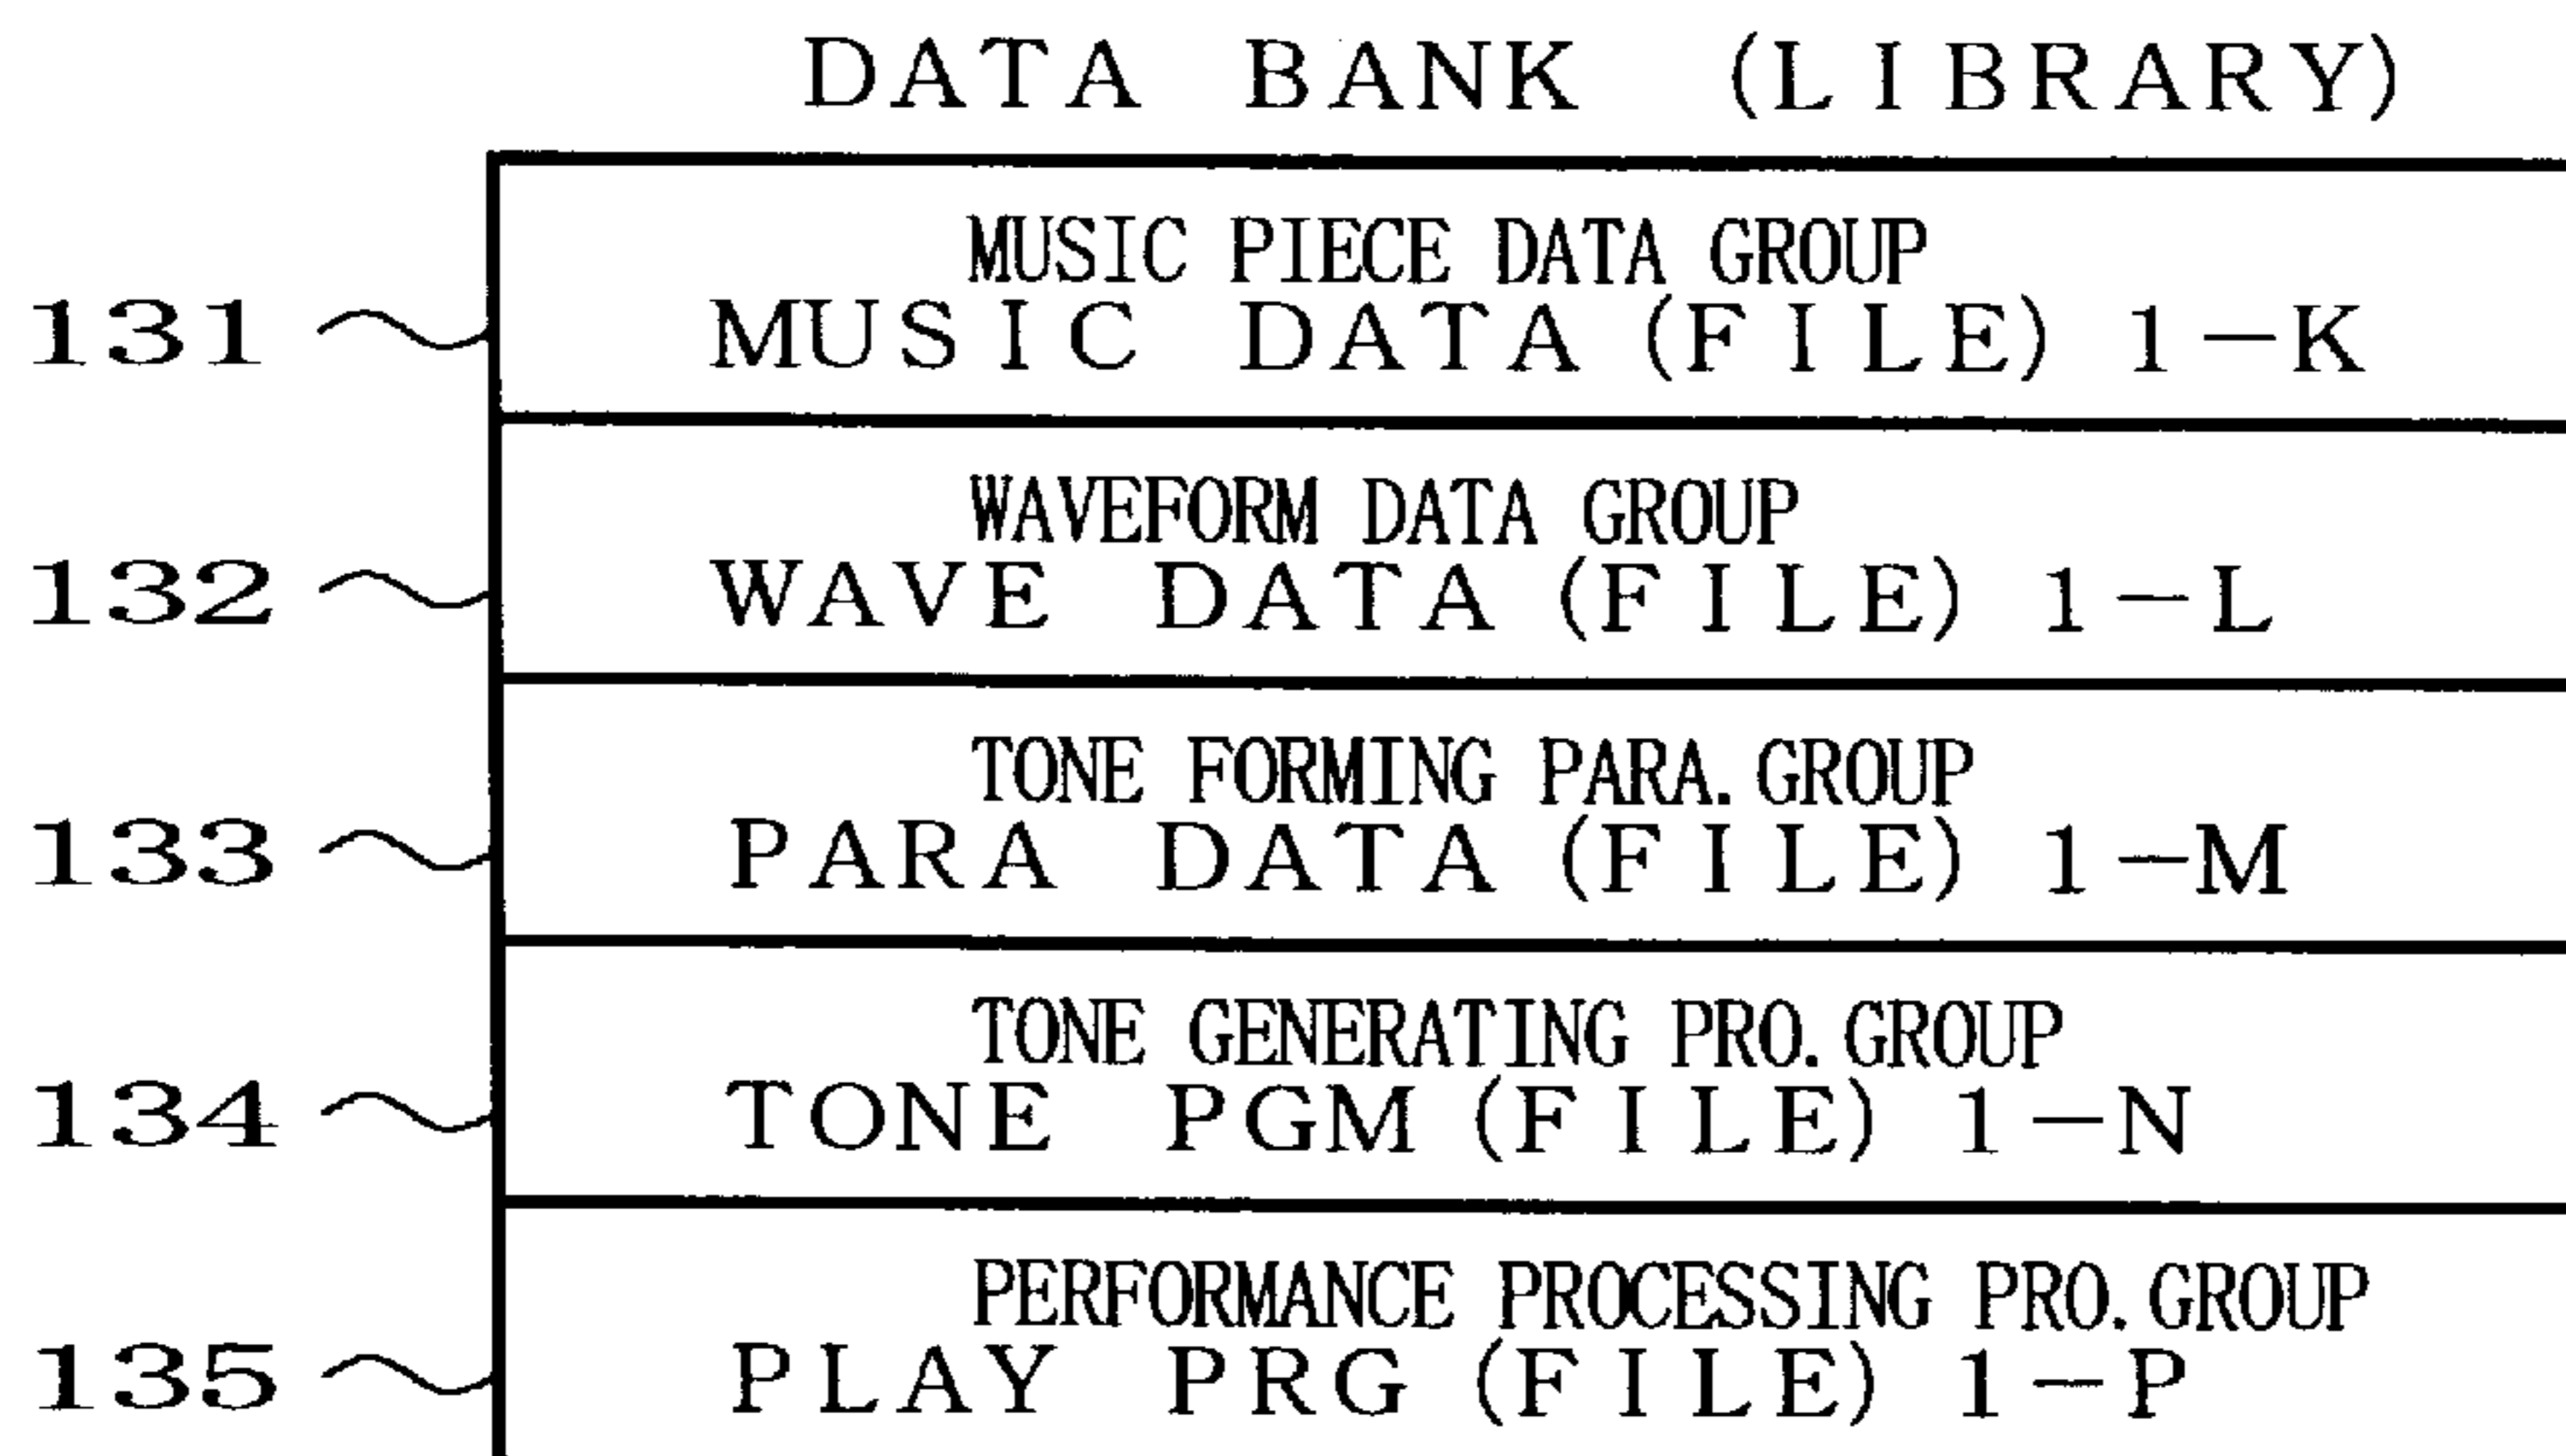 DATA BANK (LIBRARY)
MUSIC PIECE DATA GROUP
131 MUSIC DATA (FILE) 1-K
WAVEFORM DATA GROUP
132 WAVE DATA (FILE) 1-L
TONE FORMING PARA. GROUP
133 PARA DATA (FILE) 1-M
TONE GENERATING PRO. GROUP
134 TONE PGM (FILE) 1-N
PERFORMANCE PROCESSING PRO. GROUP
135 PLAY PRG (FILE) 1-P